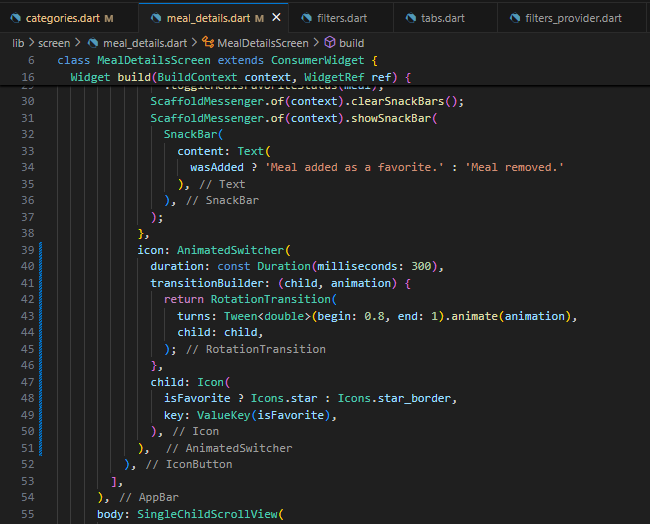 categories.dart M
meal_details.dart M
filters.dart
tabs.dart
filters_provider.dart
lib > screen > meal_details.dart > MealDetailsScreen > build
6 class MealDetailsScreen extends ConsumerWidget {
16 Widget build(BuildContext context, WidgetRef ref) {
29 .toggleMealsFavoriteStatus(meal);
30 ScaffoldMessenger.of(context).clearSnackBars();
31 ScaffoldMessenger.of(context).showSnackBar(
32 SnackBar(
33 content: Text(
34 wasAdded ? 'Meal added as a favorite.' : 'Meal removed.'
35 ), // Text
36 ), // SnackBar
37 );
38 },
39 icon: AnimatedSwitcher(
40 duration: const Duration(milliseconds: 300),
41 transitionBuilder: (child, animation) {
42 return RotationTransition(
43 turns: Tween<double>(begin: 0.8, end: 1).animate(animation),
44 child: child,
45 ); // RotationTransition
46 },
47 child: Icon(
48 isFavorite ? Icons.star : Icons.star_border,
49 key: ValueKey(isFavorite),
50 ), // Icon
51 ), // AnimatedSwitcher
52 ), // IconButton
53 ],
54 ), // AppBar
55 body: SingleChildScrollView(